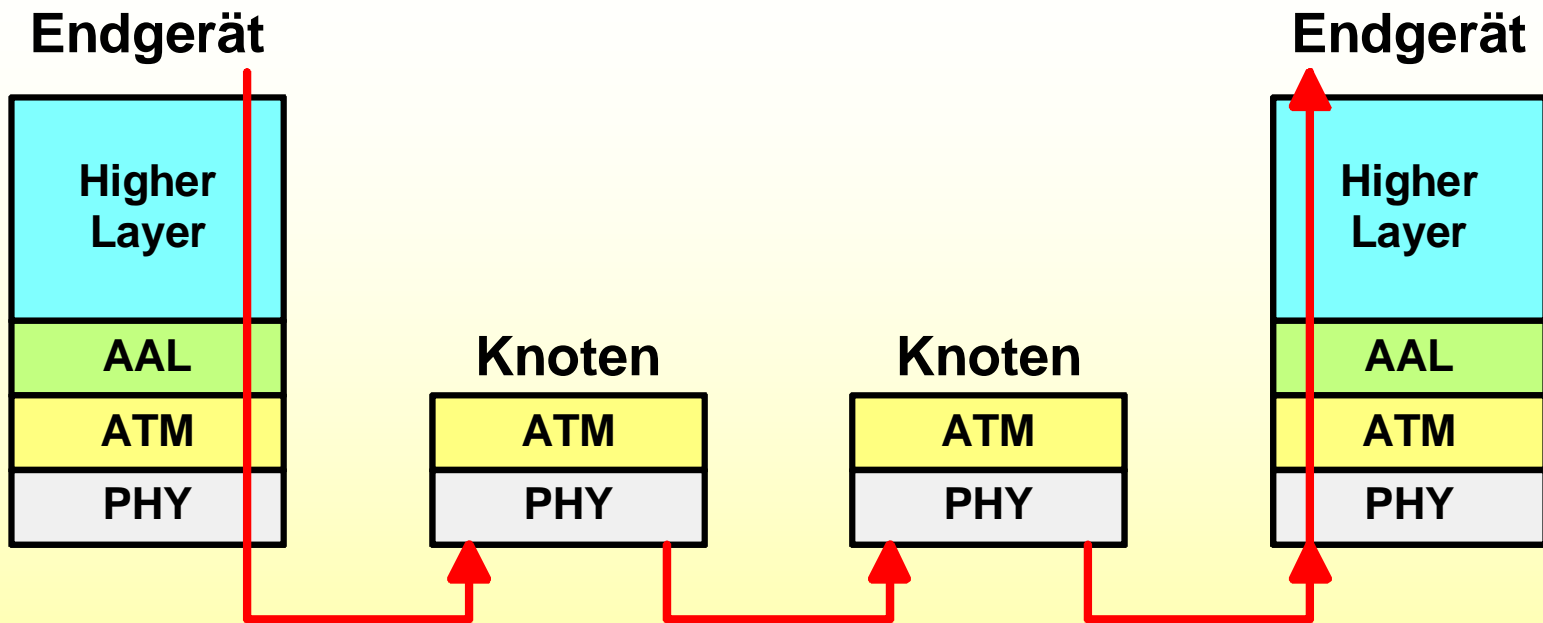 Endgerät
Endgerät
Higher
Layer
Higher
Layer
AAL
Knoten
Knoten
AAL
ATM
ATM
ATM
ATM
PHY
PHY
PHY
PHY